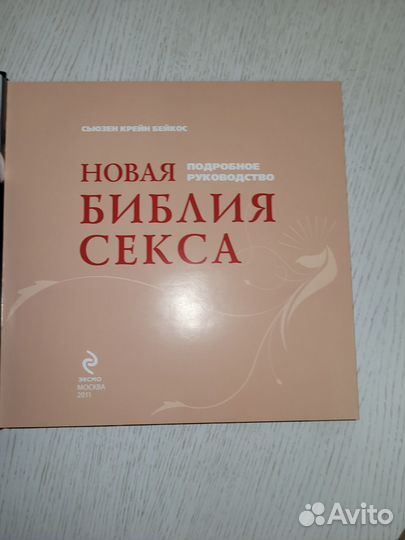 СЬЮЗЕН КРЕЙН БЕЙКОС
НОВАЯ ПОДРОБНОЕ РУКОВОДСТВО
БИБЛИЯ
СЕКСА
ЭКСМО
МОСКВА
2011
Avito